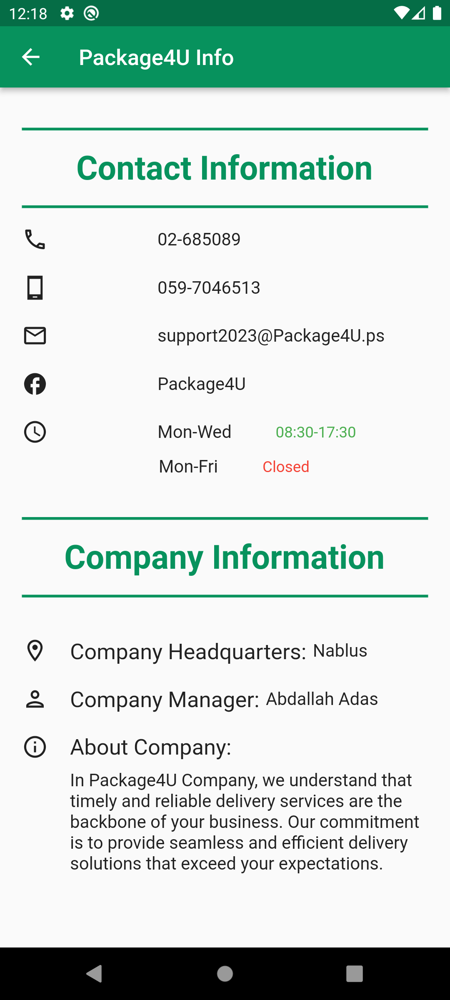 12:18
Package4U Info
Contact Information
02-685089
059-7046513
support2023@Package4U.ps
Package4U
Mon-Wed 08:30-17:30
Mon-Fri Closed
Company Information
Company Headquarters: Nablus
Company Manager: Abdallah Adas
About Company:
In Package4U Company, we understand that
timely and reliable delivery services are the
backbone of your business. Our commitment
is to provide seamless and efficient delivery
solutions that exceed your expectations.